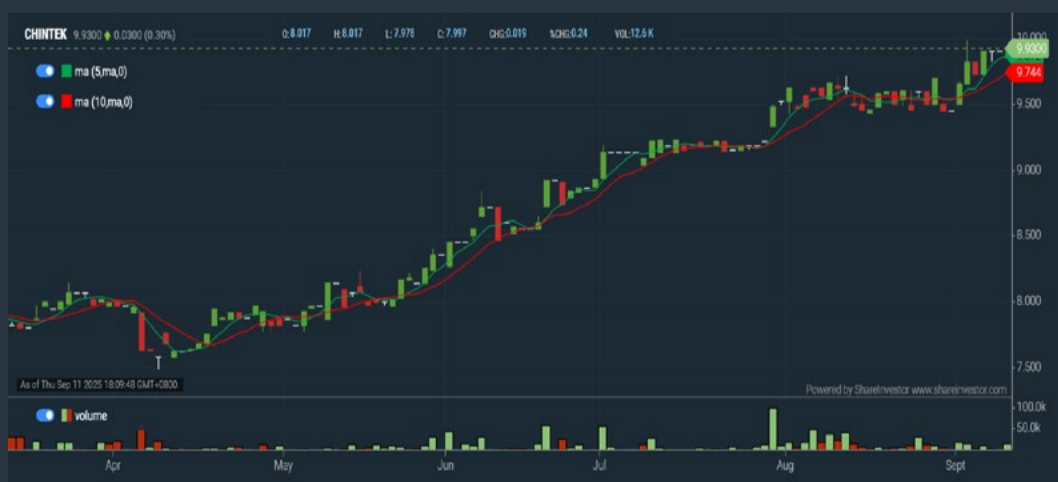 CHINTEK 9.9300 0.0300 (0.30%) O:8.017 H:8.017 L:7.978 C:7.997 CHG:0.019 %CHG:0.24 VOL:12.6 K
ma (5,ma,0)
ma (10,ma,0)
10.000
9.9300
9.744
9.500
9.000
8.500
8.000
7.500
As of Thu Sep 11 2025 18:09:48 GMT+0800
Powered by ShareInvestor www.shareinvestor.com
volume
100.0k
50.0k
Apr May Jun Jul Aug Sept